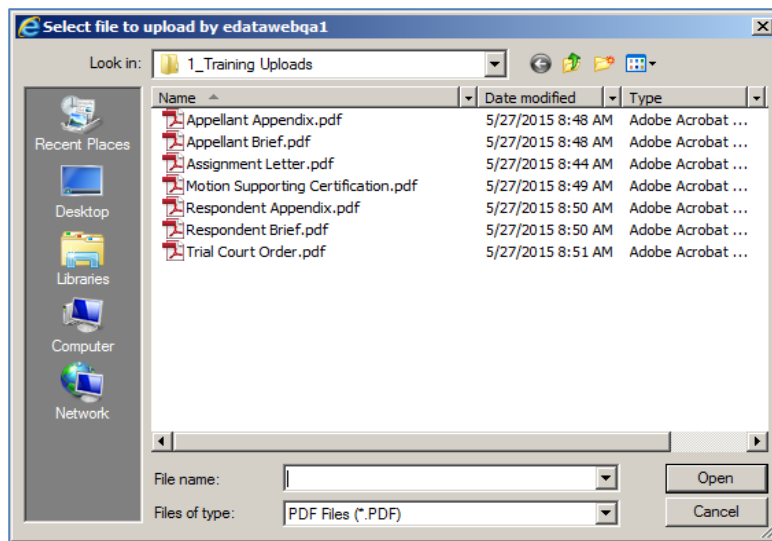 Select file to upload by edatawebqa1
Look in: 1_Training Uploads
Name Date modified Type
Appellant Appendix.pdf 5/27/2015 8:48 AM Adobe Acrobat ...
Appellant Brief.pdf 5/27/2015 8:48 AM Adobe Acrobat ...
Assignment Letter.pdf 5/27/2015 8:44 AM Adobe Acrobat ...
Motion Supporting Certification.pdf 5/27/2015 8:49 AM Adobe Acrobat ...
Respondent Appendix.pdf 5/27/2015 8:50 AM Adobe Acrobat ...
Respondent Brief.pdf 5/27/2015 8:50 AM Adobe Acrobat ...
Trial Court Order.pdf 5/27/2015 8:51 AM Adobe Acrobat ...
Recent Places
Desktop
Libraries
Computer
Network
File name: Open
Files of type: PDF Files (*.PDF) Cancel